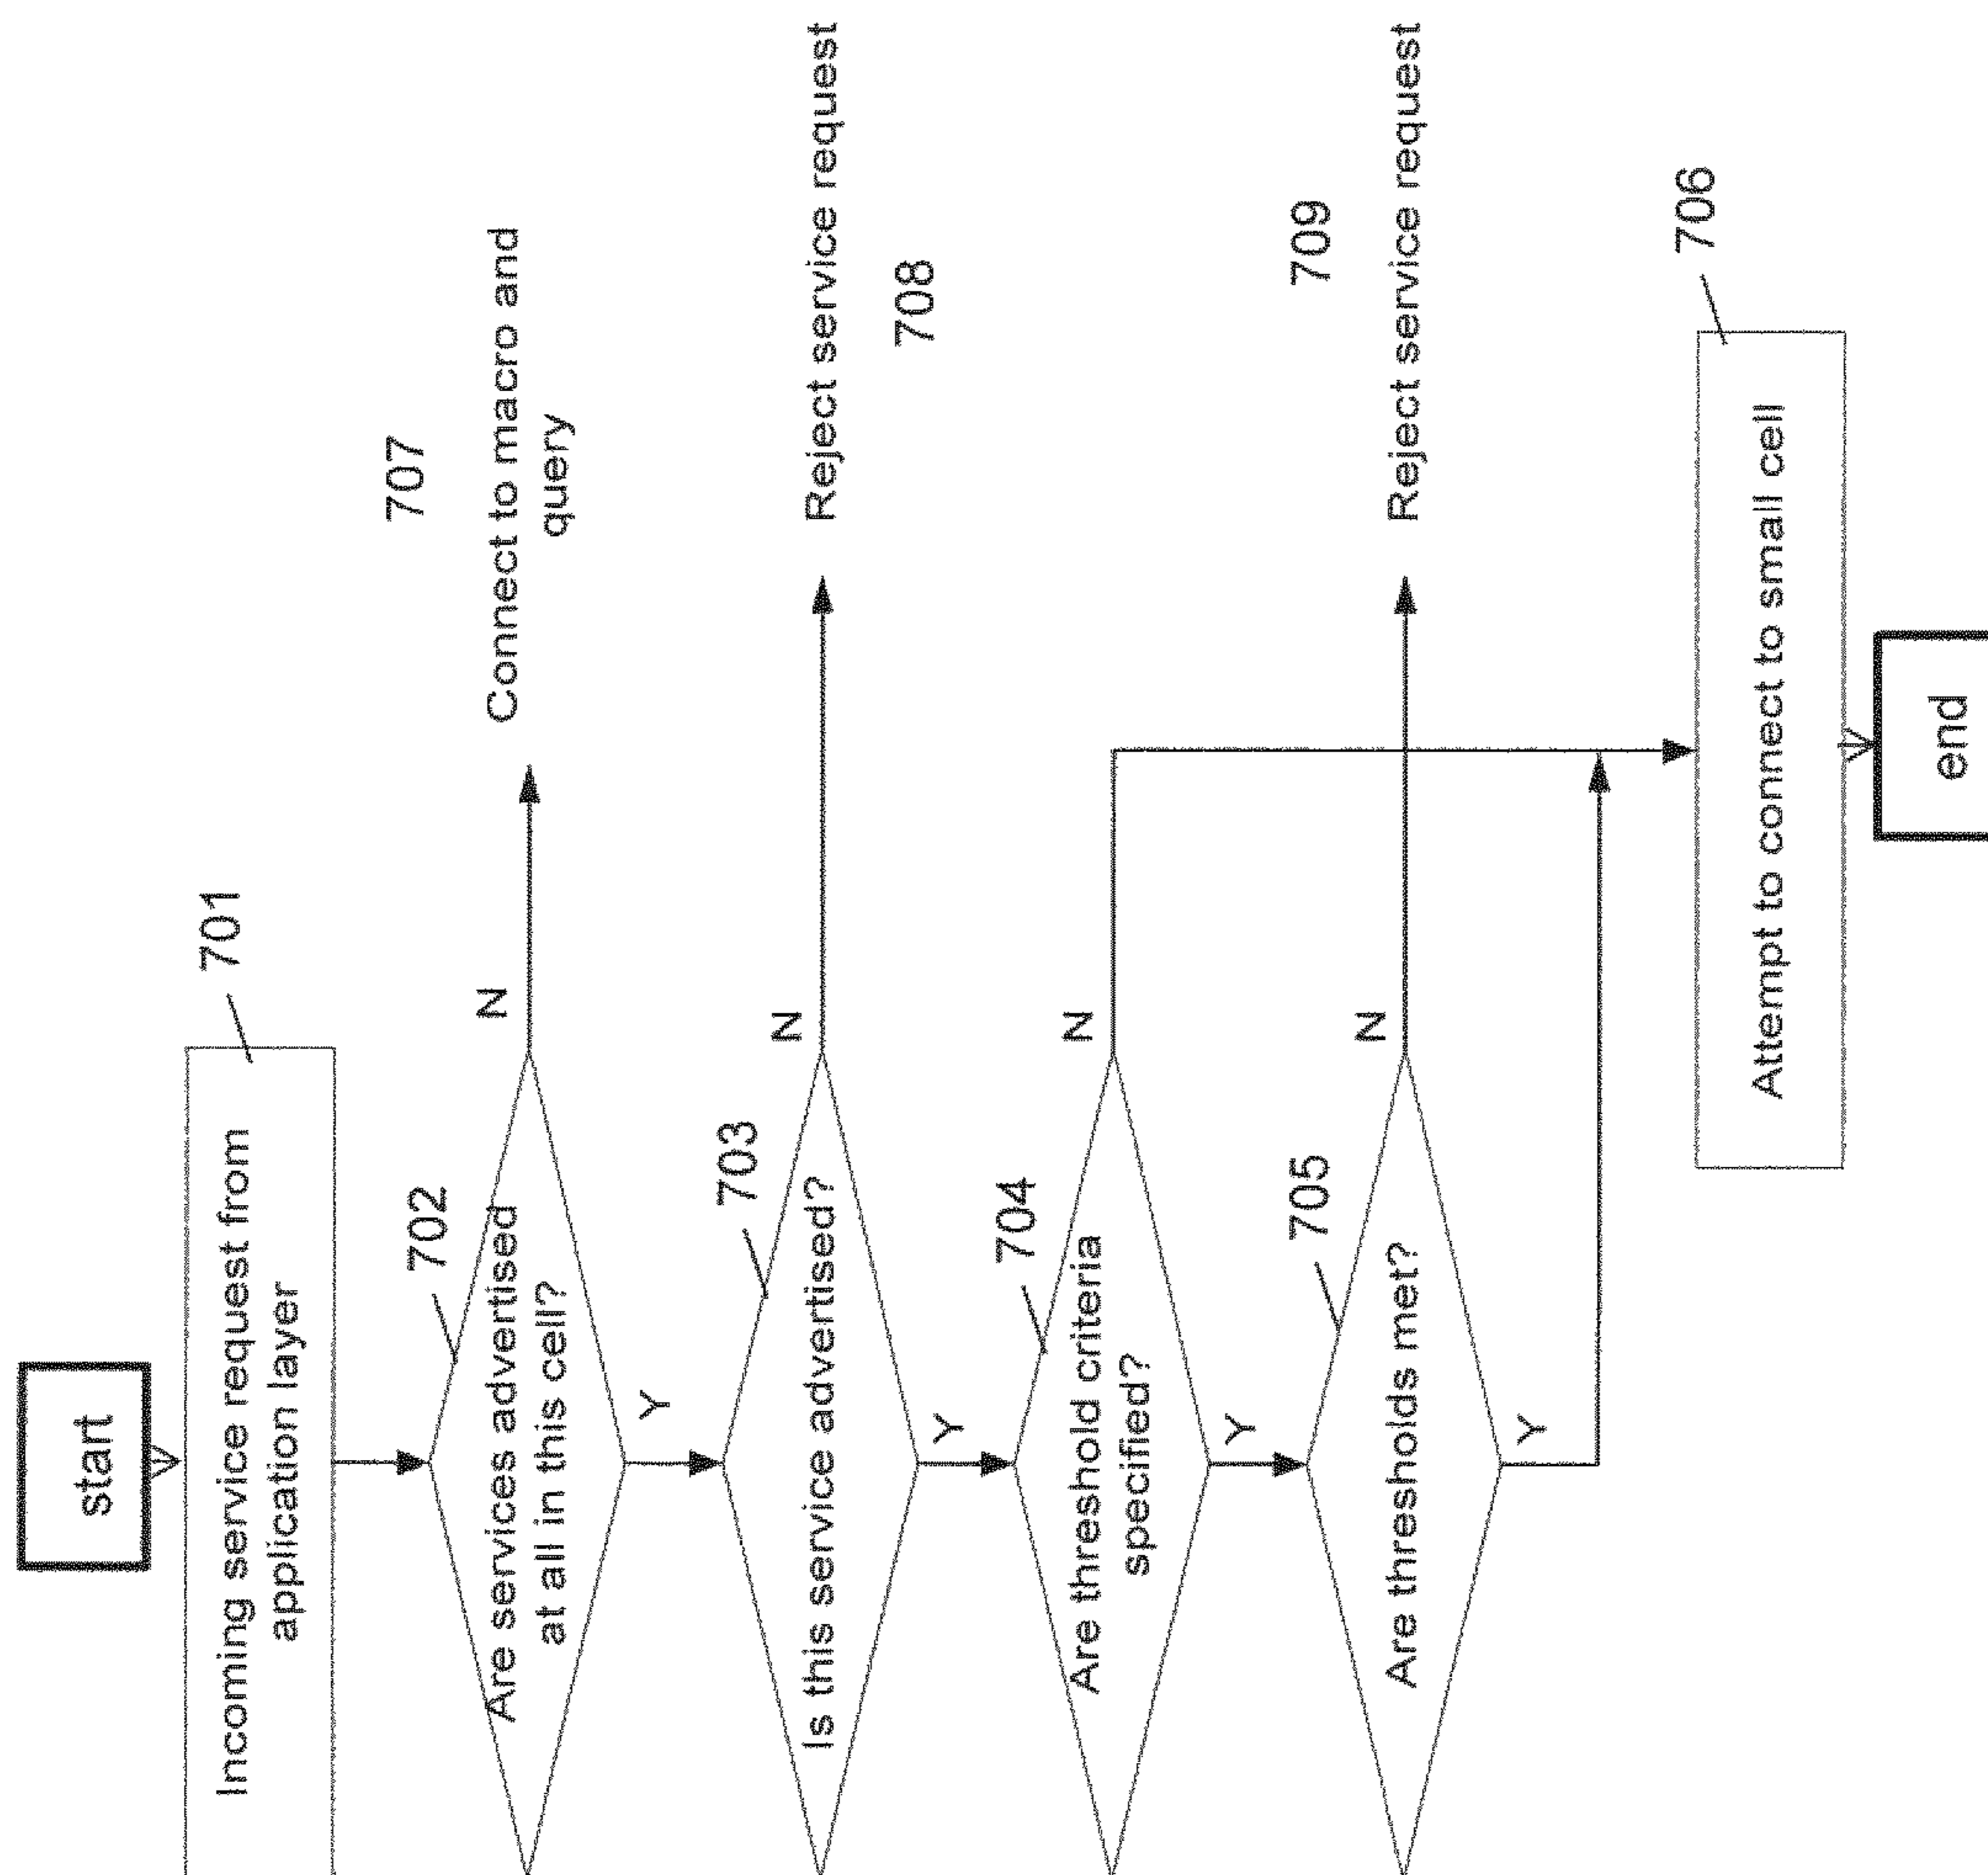 start
701
Incoming service request from
application layer
702
Are services advertised
at all in this cell?
N
707
Connect to macro and
query
Y
703
Is this service advertised?
N
Reject service request
708
Y
704
Are threshold criteria
specified?
N
Y
705
Are thresholds met?
N
709
Reject service request
Y
706
Attempt to connect to small cell
end